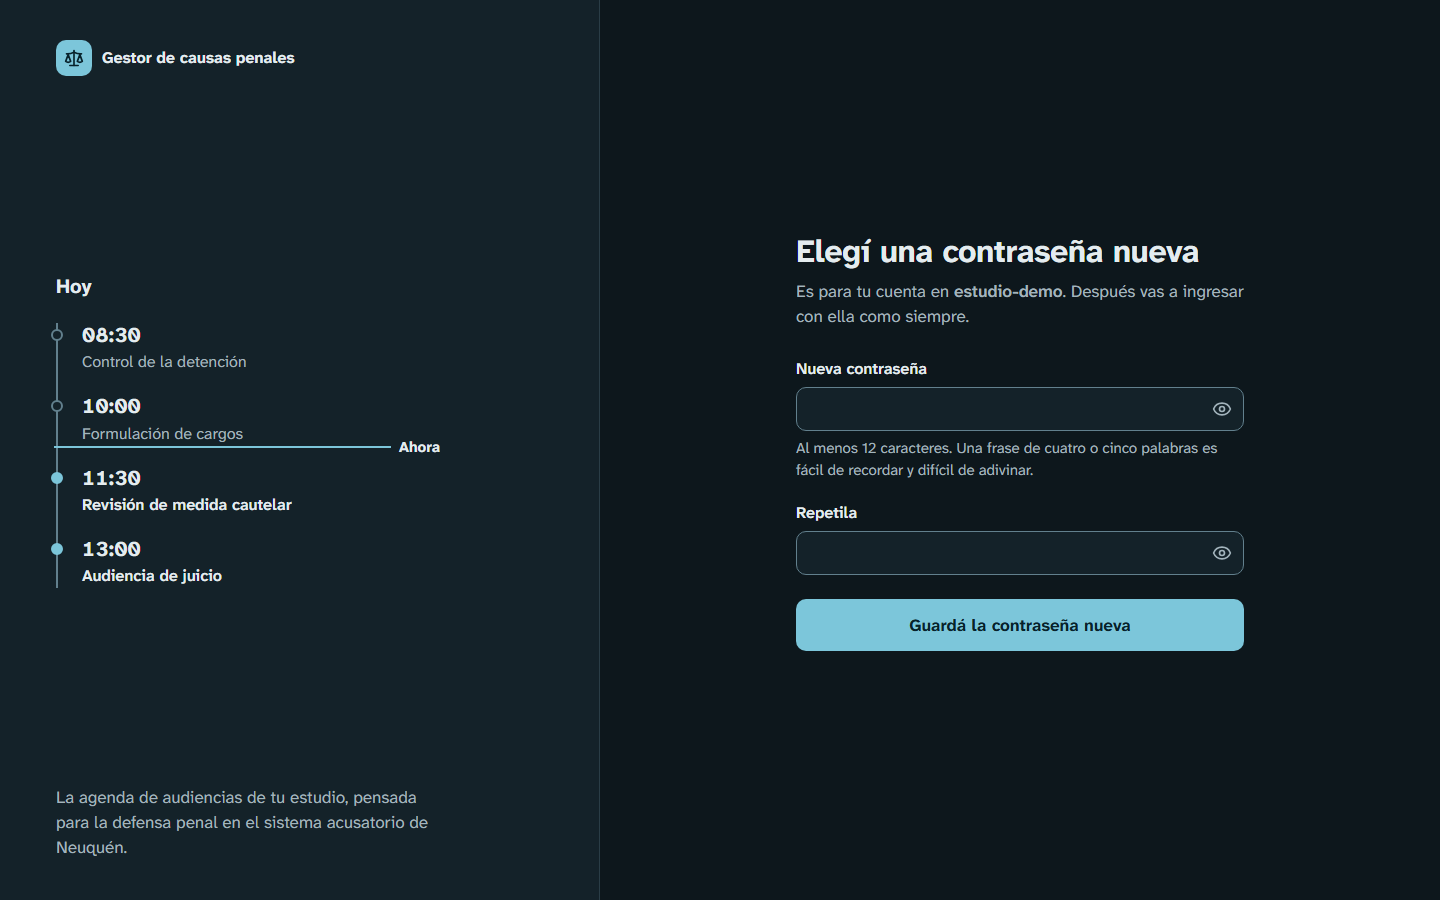 Gestor de causas penales
Hoy
08:30
Control de la detención
10:00
Formulación de cargos
Ahora
11:30
Revisión de medida cautelar
13:00
Audiencia de juicio
La agenda de audiencias de tu estudio, pensada
para la defensa penal en el sistema acusatorio de
Neuquén.
Elegí una contraseña nueva
Es para tu cuenta en estudio-demo. Después vas a ingresar
con ella como siempre.
Nueva contraseña
Al menos 12 caracteres. Una frase de cuatro o cinco palabras es
fácil de recordar y difícil de adivinar.
Repetila
Guardá la contraseña nueva